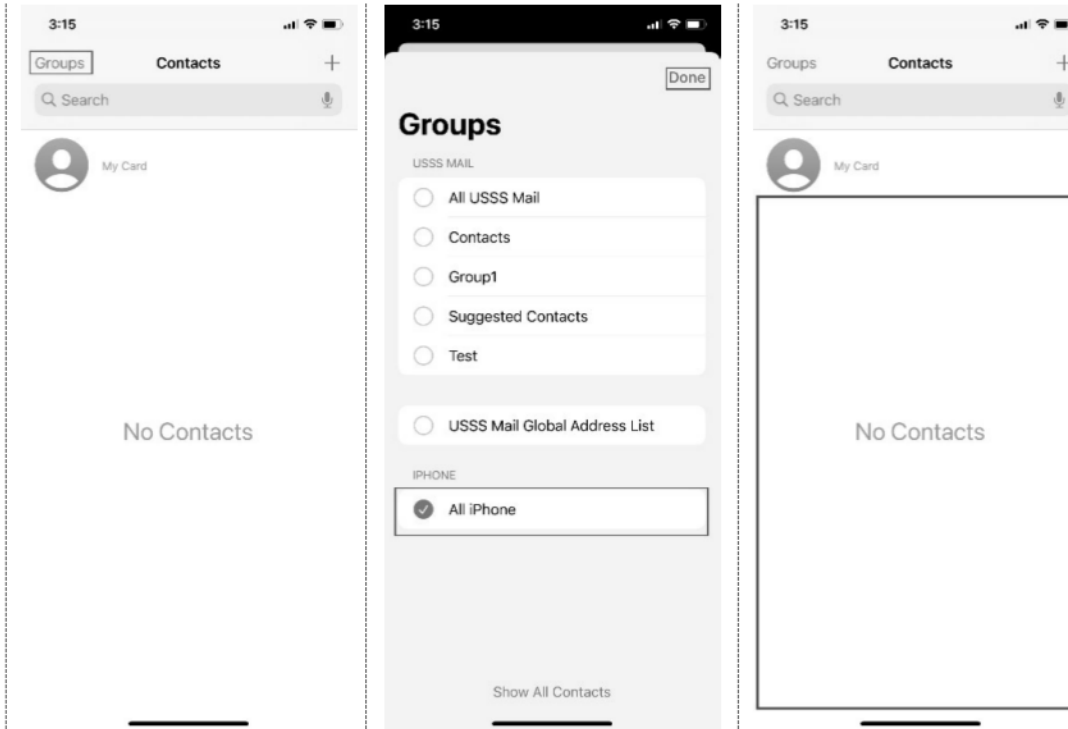 3:15
Groups Contacts +
Search
My Card
No Contacts
3:15
Done
Groups
USSS MAIL
All USSS Mail
Contacts
Group1
Suggested Contacts
Test
USSS Mail Global Address List
IPHONE
All iPhone
Show All Contacts
3:15
Groups Contacts +
Search
My Card
No Contacts